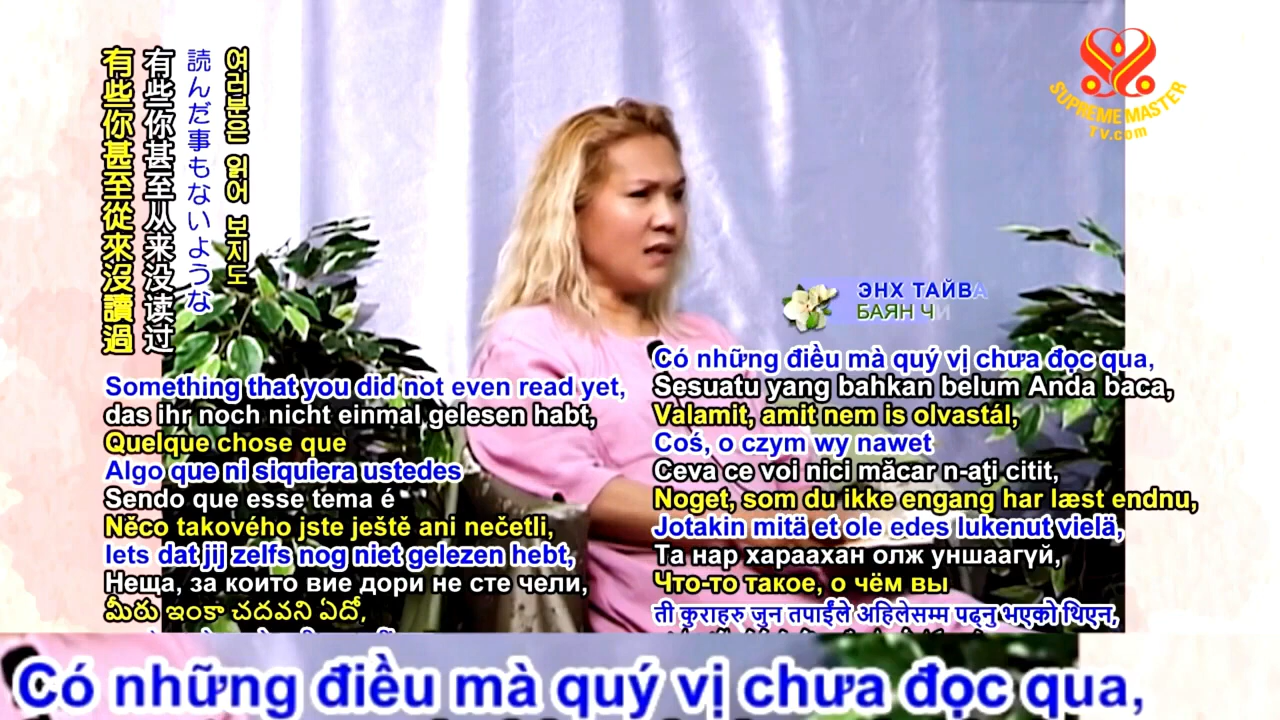 여러분은 읽어 보지도
読んだ事もないような
有些你甚至从来没读过
有些你甚至從來沒讀過
SUPREME MASTER
TV.com
ЭНХ ТАЙВА
БАЯН ЧИ
Something that you did not even read yet,
das ihr noch nicht einmal gelesen habt,
Quelque chose que
Algo que ni siquiera ustedes
Sendo que esse tema é
Něco takového jste ještě ani nečetli,
Iets dat jij zelfs nog niet gelezen hebt,
Неща, за които вие дори не сте чели,
మీరు ఇంకా చదవని ఏదో,
Có những điều mà quý vị chưa đọc qua,
Sesuatu yang bahkan belum Anda baca,
Valamit, amit nem is olvastál,
Coś, o czym wy nawet
Ceva ce voi nici măcar n-aţi citit,
Noget, som du ikke engang har læst endnu,
Jotakin mitä et ole edes lukenut vielä,
Та нар хараахан олж уншаагүй,
Что-то такое, о чём вы
ती कुराहरु जुन तपाईंले अहिलेसम्म पढ्नु भएको थिएन,
Có những điều mà quý vị chưa đọc qua,